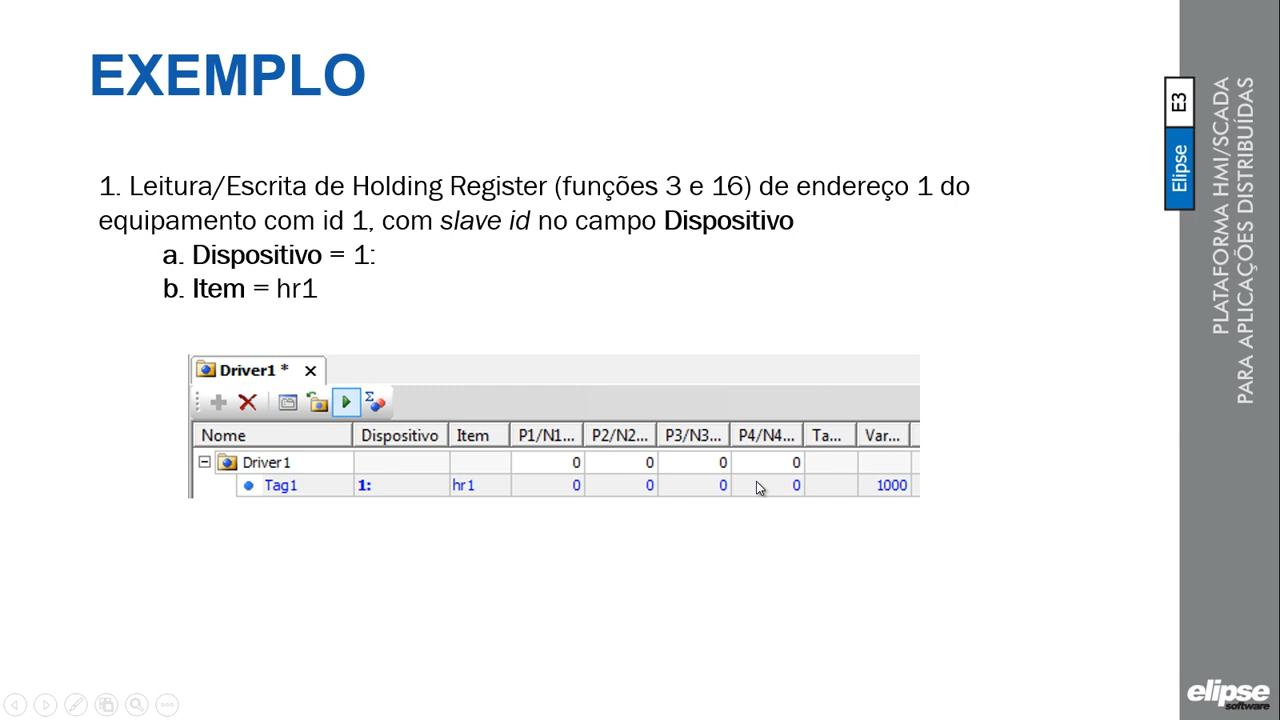 EXEMPLO
1. Leitura/Escrita de Holding Register (funções 3 e 16) de endereço 1 do
equipamento com id 1, com slave id no campo Dispositivo
a. Dispositivo = 1:
b. Item = hr1
Driver1 *
Nome Dispositivo Item P1/N1... P2/N2... P3/N3... P4/N4... Ta... Var...
Driver1 0 0 0 0
Tag1 1: hr1 0 0 0 0 1000
Elipse E3
PLATAFORMA HMI/SCADA
PARA APLICAÇÕES DISTRIBUÍDAS
elipse
software